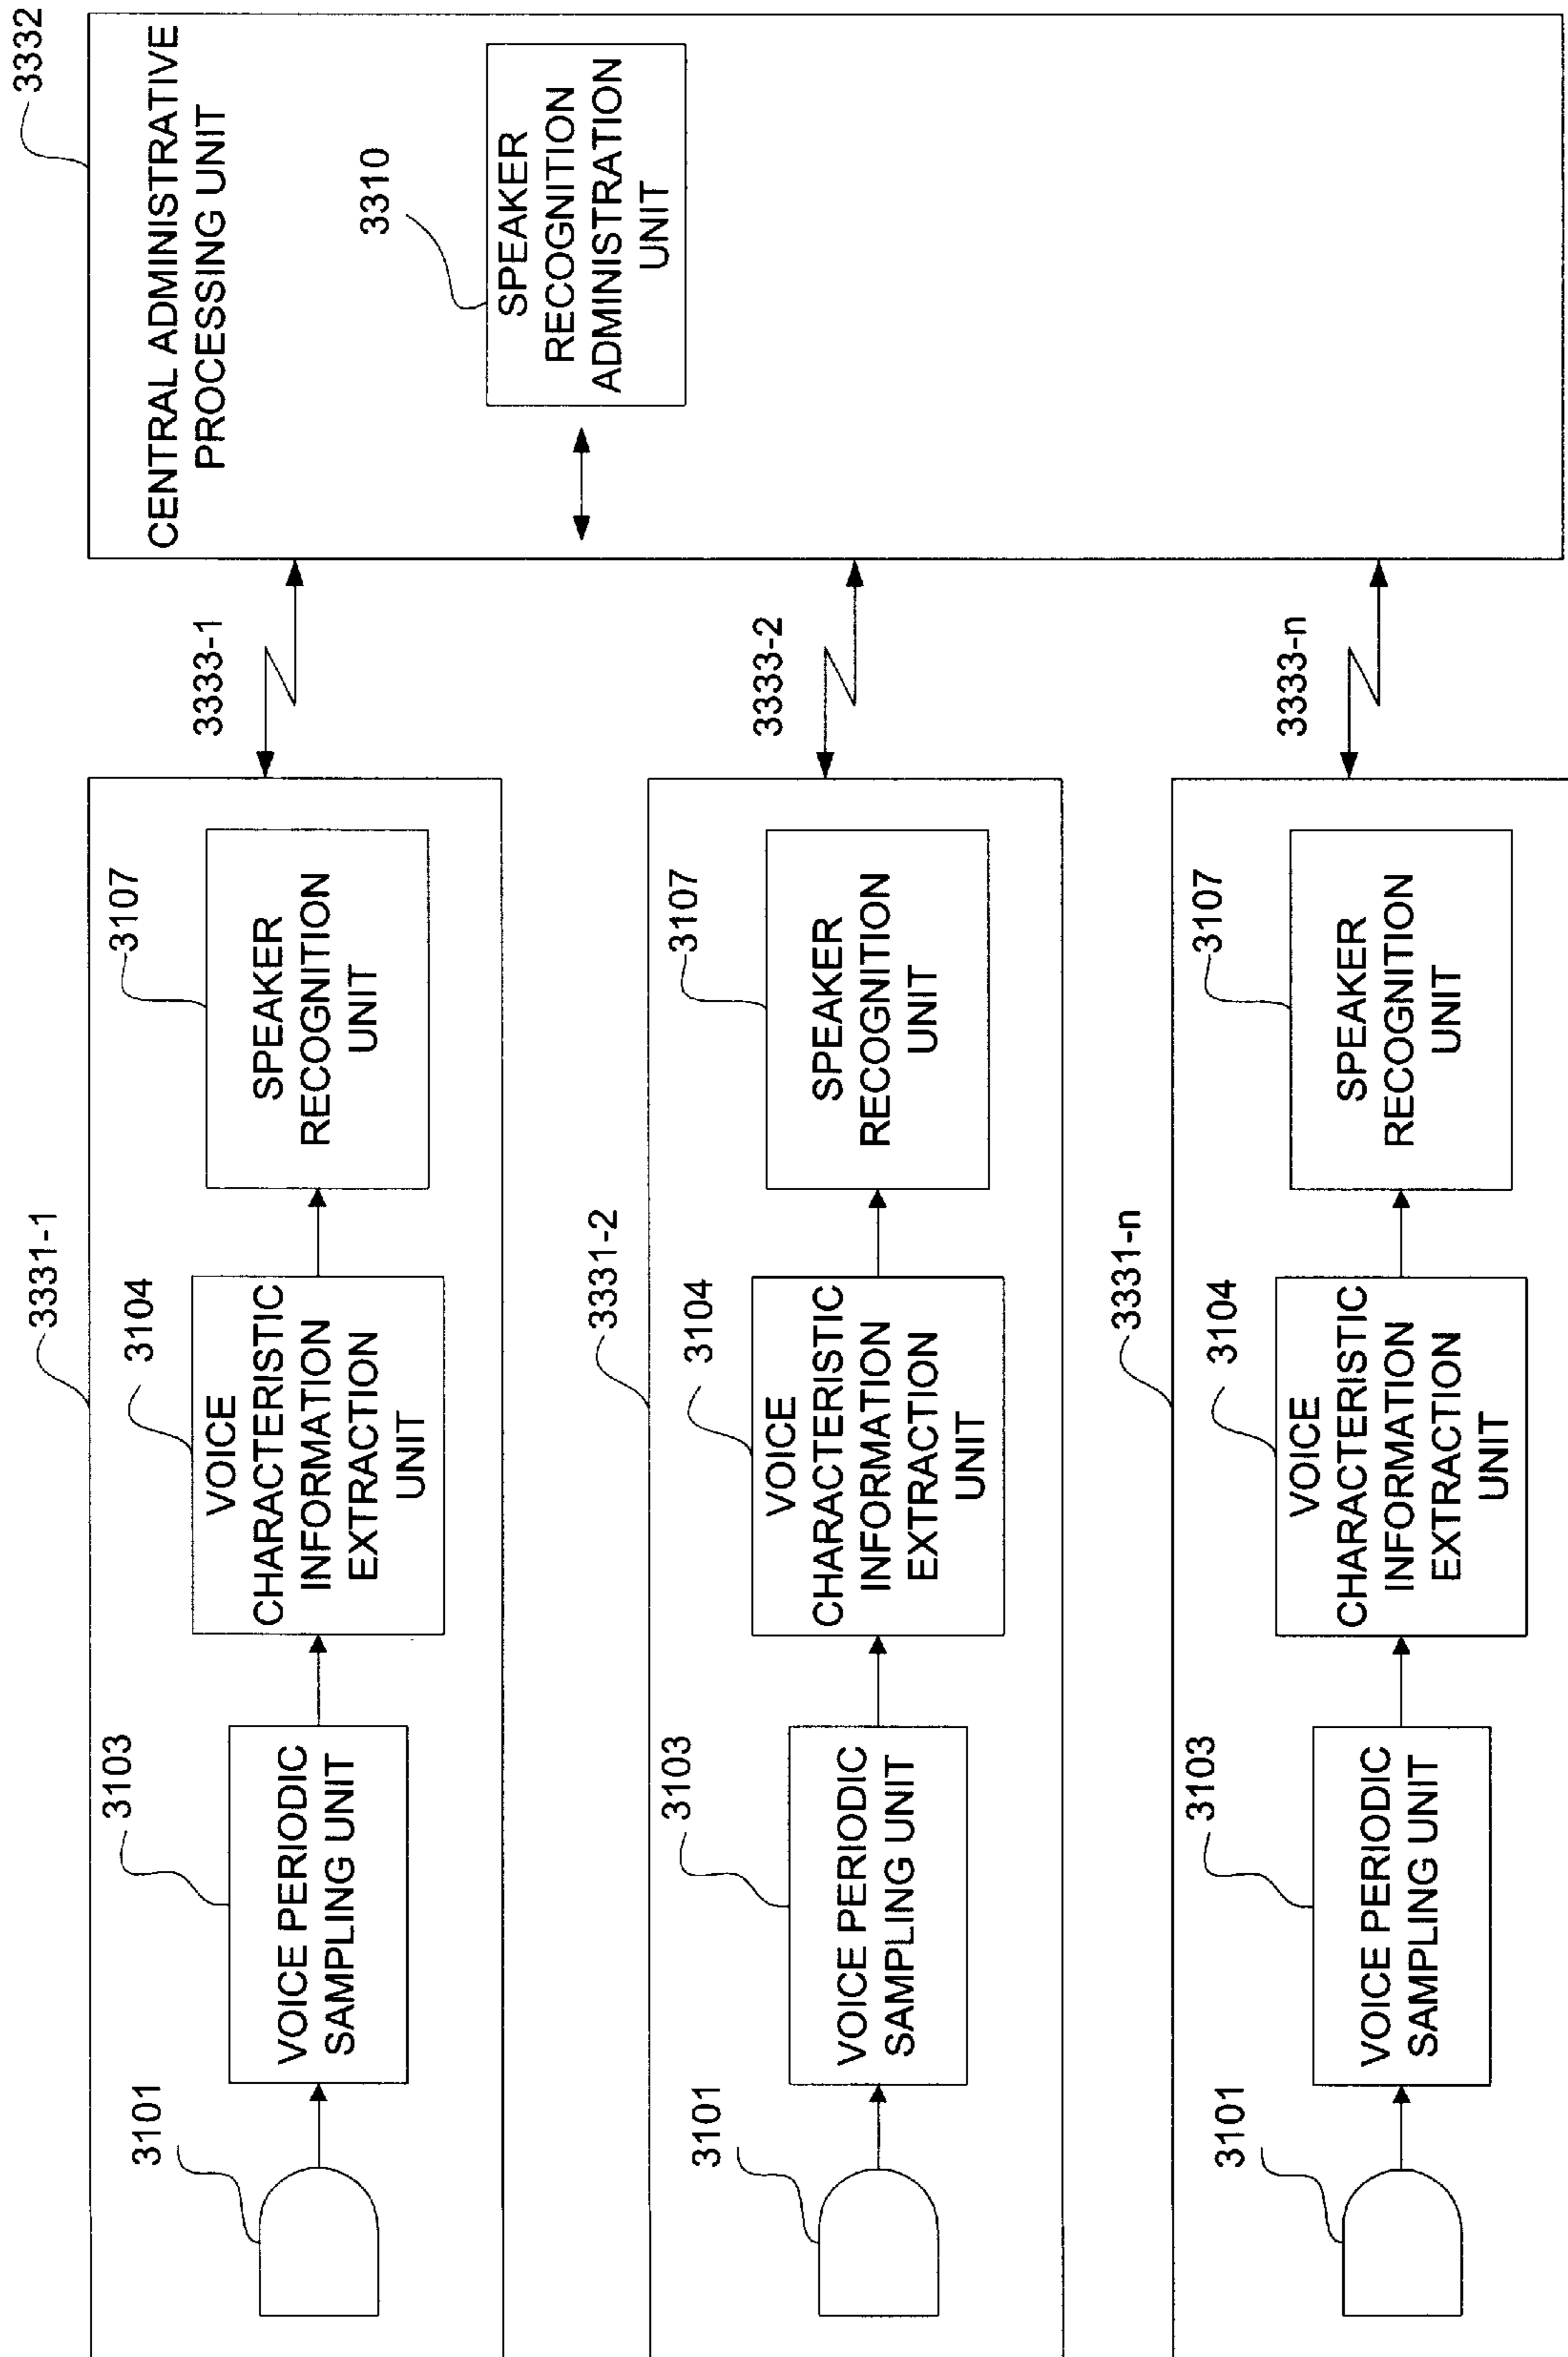 3331-1
3101
3103
VOICE PERIODIC
SAMPLING UNIT
3104
VOICE
CHARACTERISTIC
INFORMATION
EXTRACTION
UNIT
3107
SPEAKER
RECOGNITION
UNIT
3333-1
3332
CENTRAL ADMINISTRATIVE
PROCESSING UNIT
3310
SPEAKER
RECOGNITION
ADMINISTRATION
UNIT
3331-2
3101
3103
VOICE PERIODIC
SAMPLING UNIT
3104
VOICE
CHARACTERISTIC
INFORMATION
EXTRACTION
UNIT
3107
SPEAKER
RECOGNITION
UNIT
3333-2
3331-n
3101
3103
VOICE PERIODIC
SAMPLING UNIT
3104
VOICE
CHARACTERISTIC
INFORMATION
EXTRACTION
UNIT
3107
SPEAKER
RECOGNITION
UNIT
3333-n